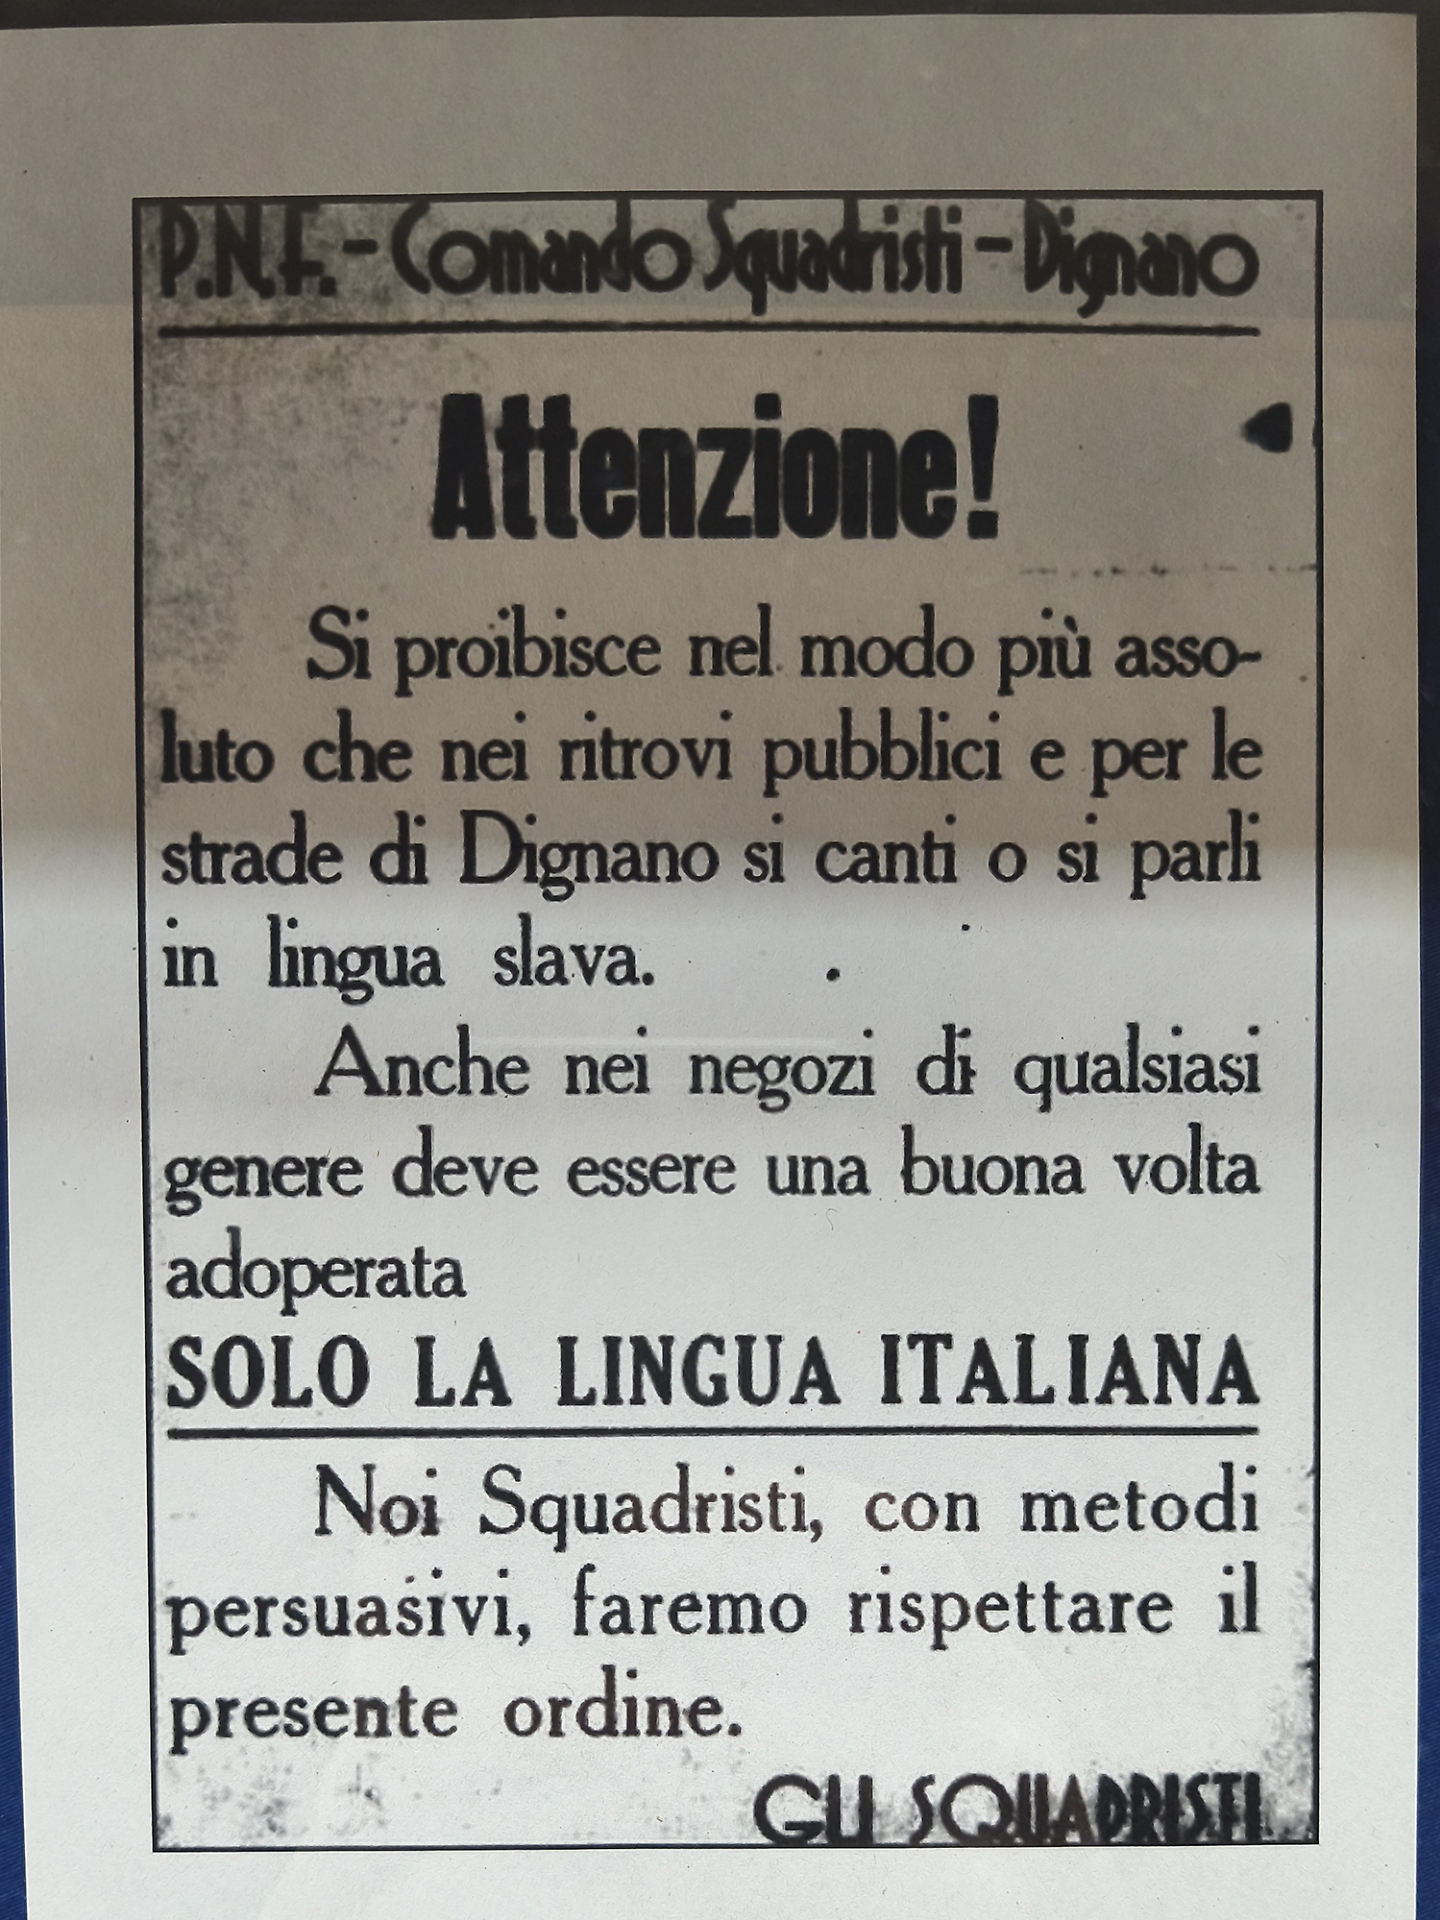 P.N.F. - Comando Squadristi - Dignano
Attenzione!
Si proibisce nel modo più asso-
luto che nei ritrovi pubblici e per le
strade di Dignano si canti o si parli
in lingua slava.
Anche nei negozi di qualsiasi
genere deve essere una buona volta
adoperata
SOLO LA LINGUA ITALIANA
Noi Squadristi, con metodi
persuasivi, faremo rispettare il
presente ordine.
GLI SQUADRISTI